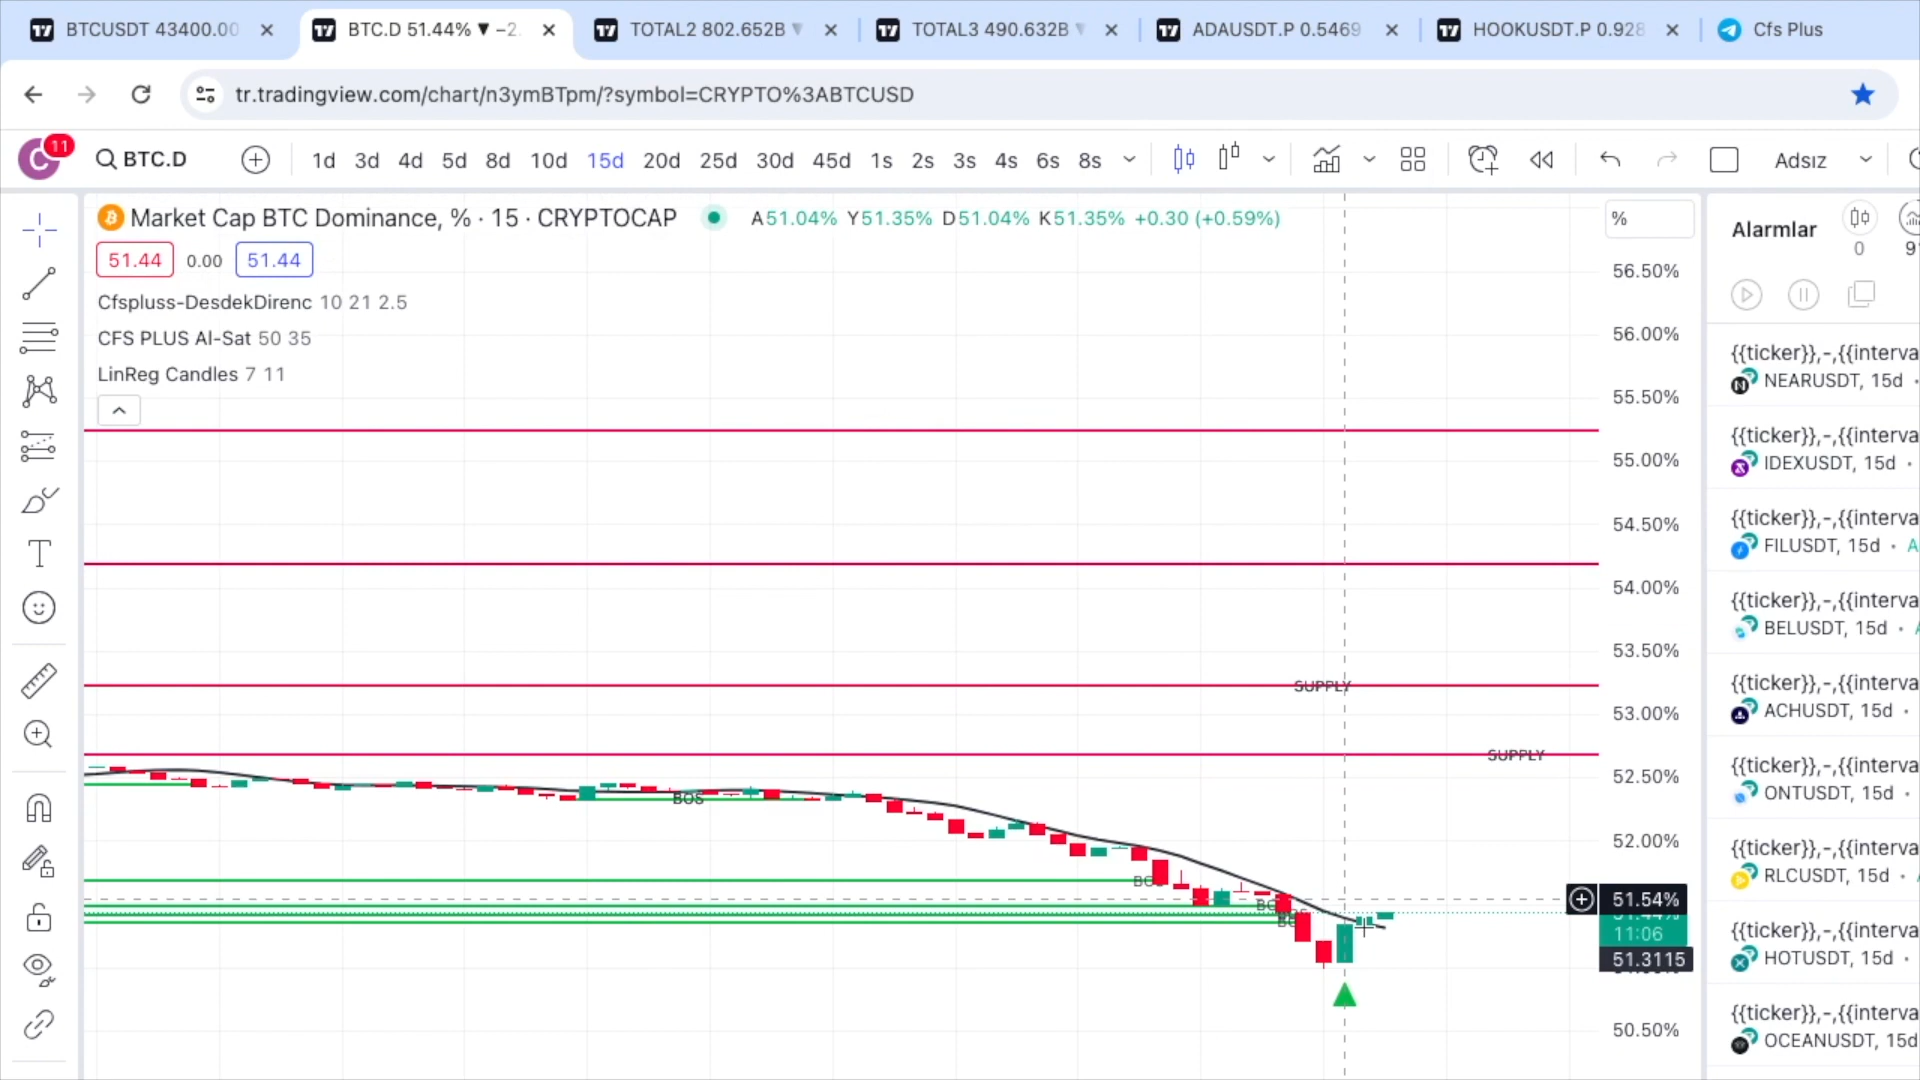 BTCUSDT 43400.00
BTC.D 51.44% ▼ −2.
TOTAL2 802.652B ▼
TOTAL3 490.632B
ADAUSDT.P 0.5469
HOOKUSDT.P 0.928
Cfs Plus
tr.tradingview.com/chart/n3ymBTpm/?symbol=CRYPTO%3ABTCUSD
C 11
BTC.D
1d 3d 4d 5d 8d 10d 15d 20d 25d 30d 45d 1s 2s 3s 4s 6s 8s
Adsız
Market Cap BTC Dominance, % · 15 · CRYPTOCAP
A51.04% Y51.35% D51.04% K51.35% +0.30 (+0.59%)
51.44 0.00 51.44
Cfspluss-DesdekDirenc 10 21 2.5
CFS PLUS Al-Sat 50 35
LinReg Candles 7 11
%
56.50%
56.00%
55.50%
55.00%
54.50%
54.00%
53.50%
53.00%
52.50%
52.00%
51.54%
51.44%
11:06
51.3115
50.50%
SUPPLY
SUPPLY
BOS
Alarmlar
0
{{ticker}},-,{{interva
NEARUSDT, 15d ·
{{ticker}},-,{{interva
IDEXUSDT, 15d ·
{{ticker}},-,{{interva
FILUSDT, 15d · A
{{ticker}},-,{{interva
BELUSDT, 15d ·
{{ticker}},-,{{interva
ACHUSDT, 15d ·
{{ticker}},-,{{interva
ONTUSDT, 15d ·
{{ticker}},-,{{interva
RLCUSDT, 15d ·
{{ticker}},-,{{interva
HOTUSDT, 15d ·
{{ticker}},-,{{interva
OCEANUSDT, 15d